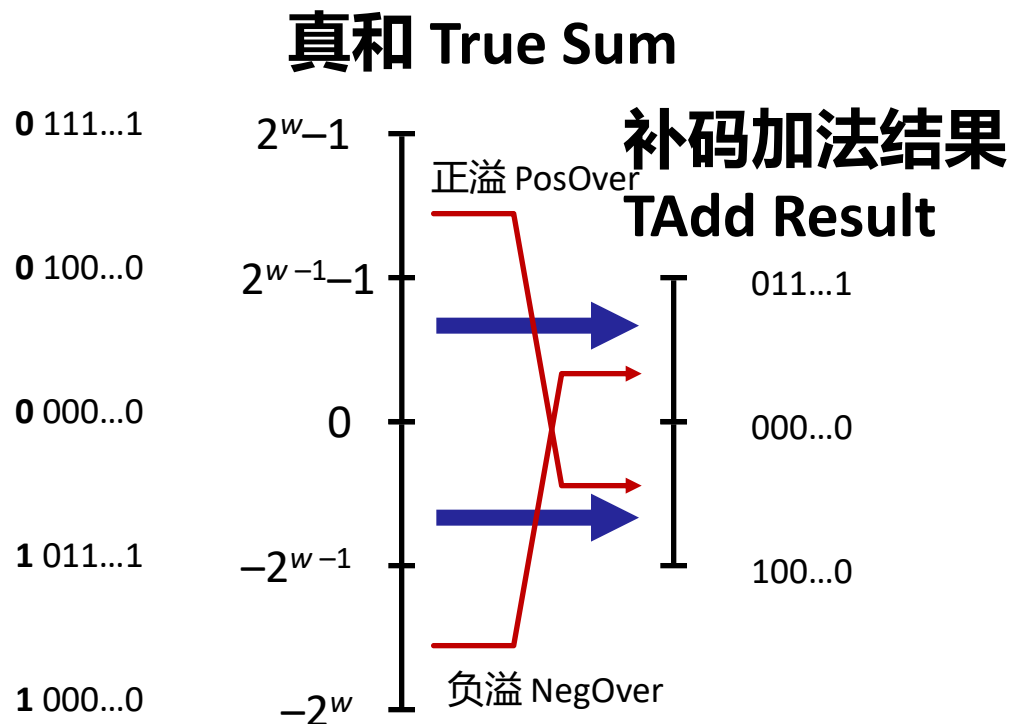 真和 True Sum
补码加法结果
TAdd Result
0 111…1
2ʷ–1
正溢 PosOver
0 100…0
2ʷ ⁻¹–1
011…1
0 000…0
0
000…0
1 011…1
–2ʷ ⁻¹
100…0
负溢 NegOver
1 000…0
–2ʷ